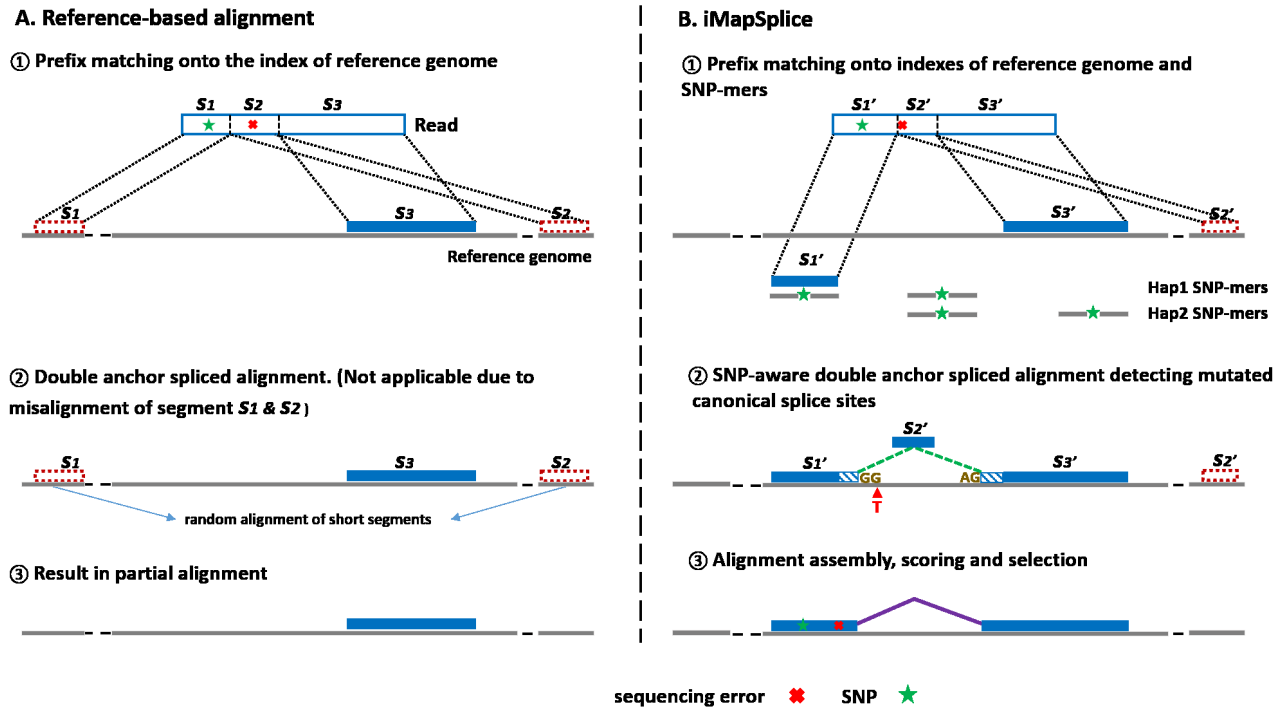 A. Reference-based alignment
① Prefix matching onto the index of reference genome
S1 S2 S3
Read
S1 S3 S2
Reference genome
② Double anchor spliced alignment. (Not applicable due to
misalignment of segment S1 & S2 )
S1 S3 S2
random alignment of short segments
③ Result in partial alignment
B. iMapSplice
① Prefix matching onto indexes of reference genome and
SNP-mers
S1’ S2’ S3’
S3’ S2’
S1’
Hap1 SNP-mers
Hap2 SNP-mers
② SNP-aware double anchor spliced alignment detecting mutated
canonical splice sites
S2’
S1’ S3’ S2’
GG AG
T
③ Alignment assembly, scoring and selection
sequencing error SNP